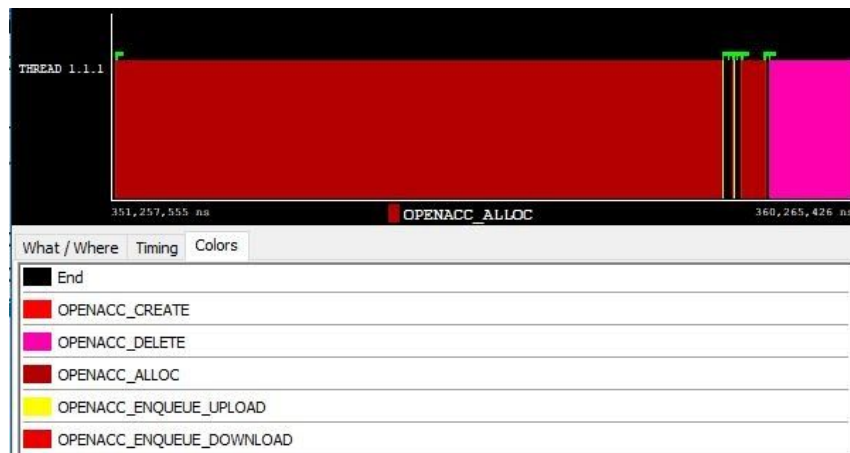 THREAD 1.1.1
351,257,555 ns
OPENACC_ALLOC
360,265,426 ns
What / Where Timing Colors
End
OPENACC_CREATE
OPENACC_DELETE
OPENACC_ALLOC
OPENACC_ENQUEUE_UPLOAD
OPENACC_ENQUEUE_DOWNLOAD